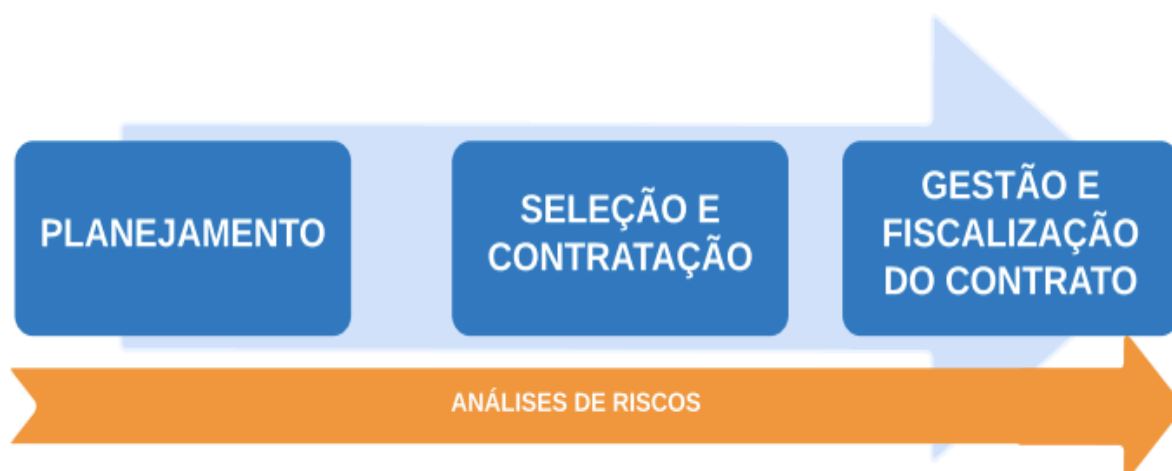 PLANEJAMENTO
SELEÇÃO E
CONTRATAÇÃO
GESTÃO E
FISCALIZAÇÃO
DO CONTRATO
ANÁLISES DE RISCOS